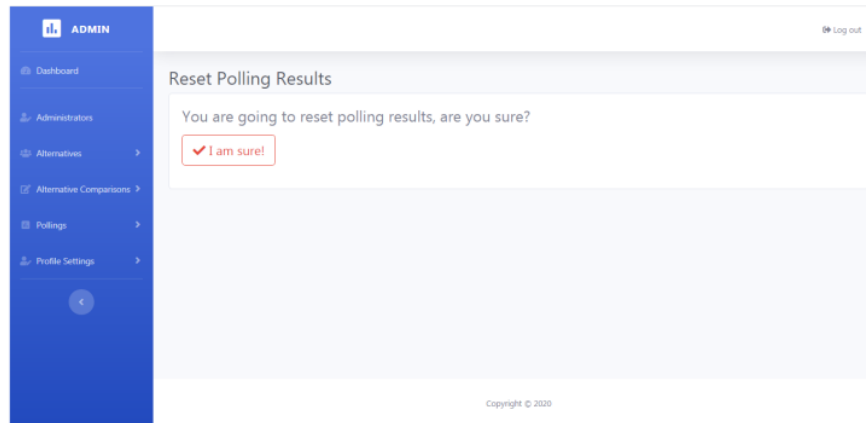 ADMIN
Log out
Dashboard
Reset Polling Results
You are going to reset polling results, are you sure?
Administrators
I am sure!
Alternatives
Alternative Comparisons
Pollings
Profile Settings
Copyright © 2020